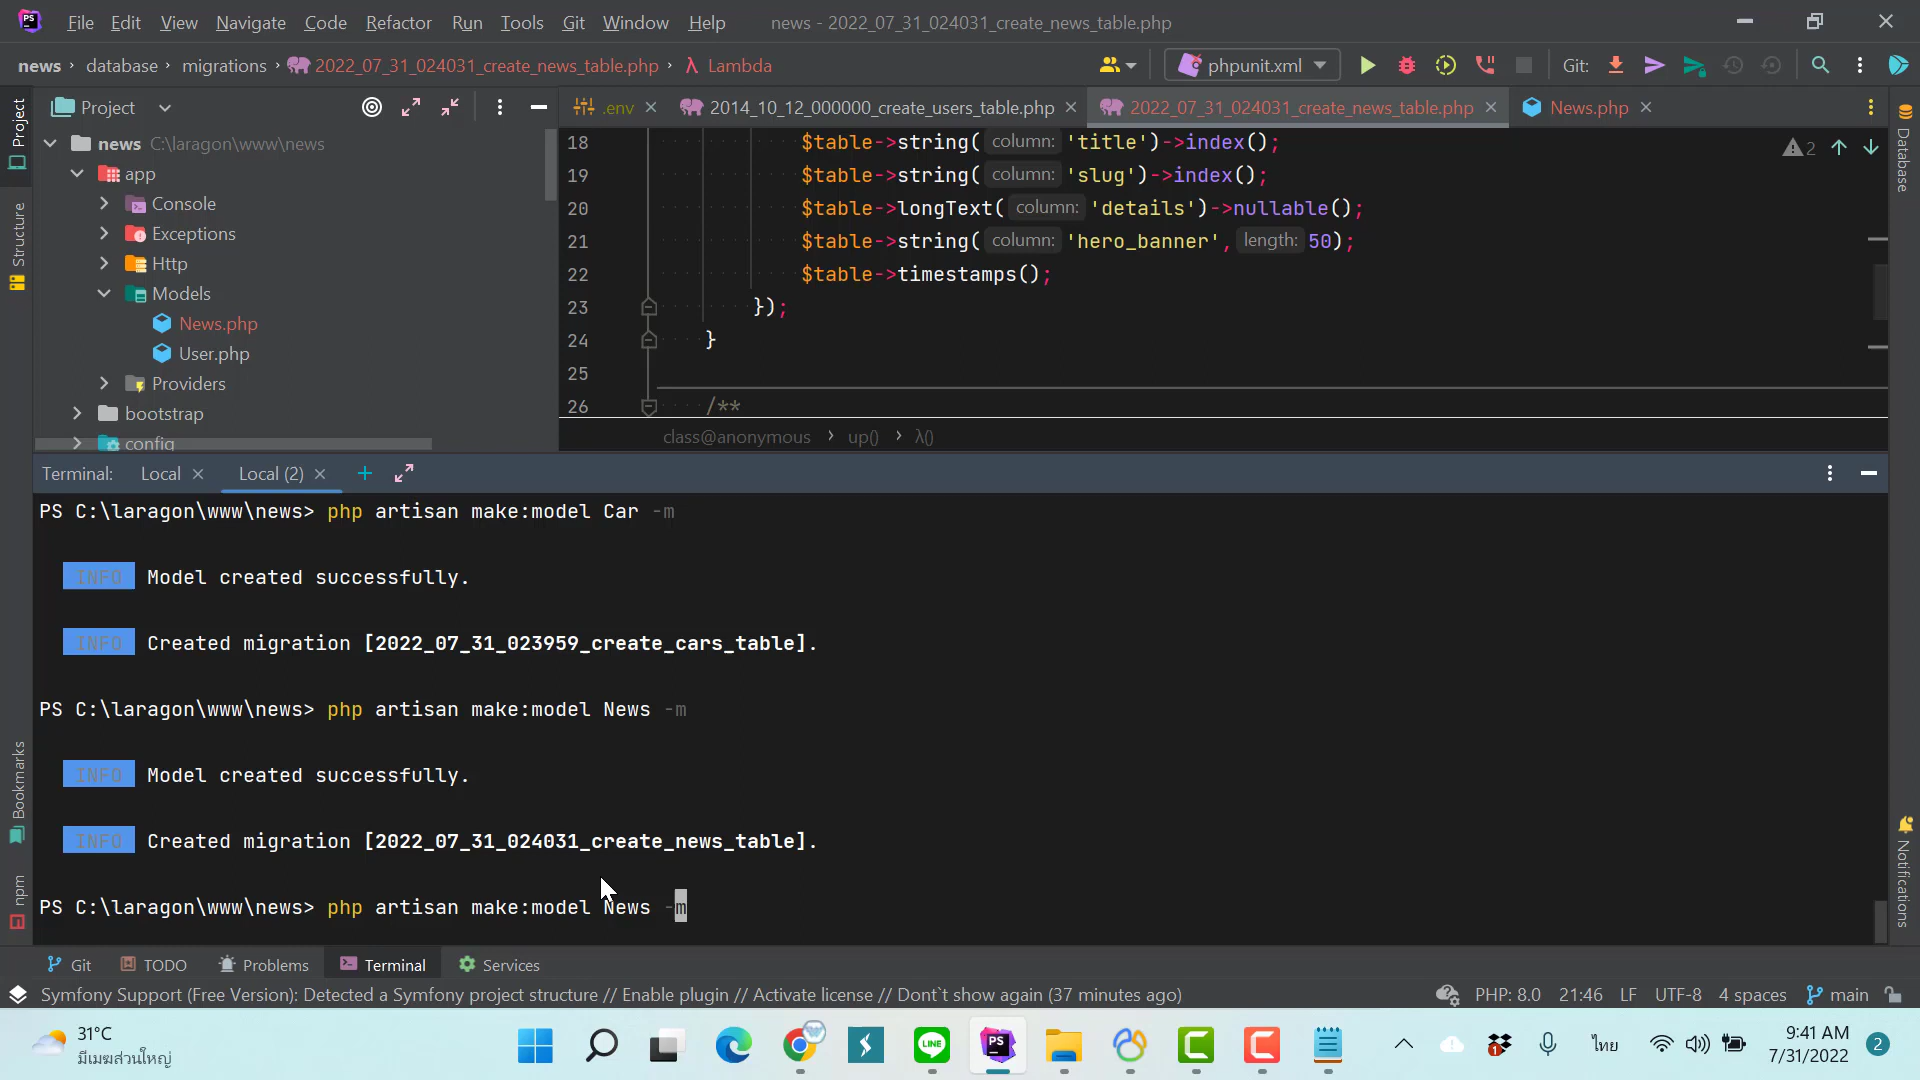 File Edit View Navigate Code Refactor Run Tools Git Window Help news - 2022_07_31_024031_create_news_table.php
news database migrations 2022_07_31_024031_create_news_table.php λ Lambda phpunit.xml Git:
Project
.env 2014_10_12_000000_create_users_table.php 2022_07_31_024031_create_news_table.php News.php
Project
Structure
Bookmarks
npm
news C:\laragon\www\news
app
Console
Exceptions
Http
Models
News.php
User.php
Providers
bootstrap
config
18 $table->string( column: 'title')->index();
19 $table->string( column: 'slug')->index();
20 $table->longText( column: 'details')->nullable();
21 $table->string( column: 'hero_banner', length: 50);
22 $table->timestamps();
23 });
24 }
25
26 /**
2
class@anonymous › up() › λ()
Database
Notifications
Terminal: Local Local (2)
PS C:\laragon\www\news> php artisan make:model Car -m
INFO Model created successfully.
INFO Created migration [2022_07_31_023959_create_cars_table].
PS C:\laragon\www\news> php artisan make:model News -m
INFO Model created successfully.
INFO Created migration [2022_07_31_024031_create_news_table].
PS C:\laragon\www\news> php artisan make:model News -m
Git TODO Problems Terminal Services
Symfony Support (Free Version): Detected a Symfony project structure // Enable plugin // Activate license // Dont`t show again (37 minutes ago) PHP: 8.0 21:46 LF UTF-8 4 spaces main
31°C
มีเมฆส่วนใหญ่
LINE
PS
1
ไทย
9:41 AM
7/31/2022
2